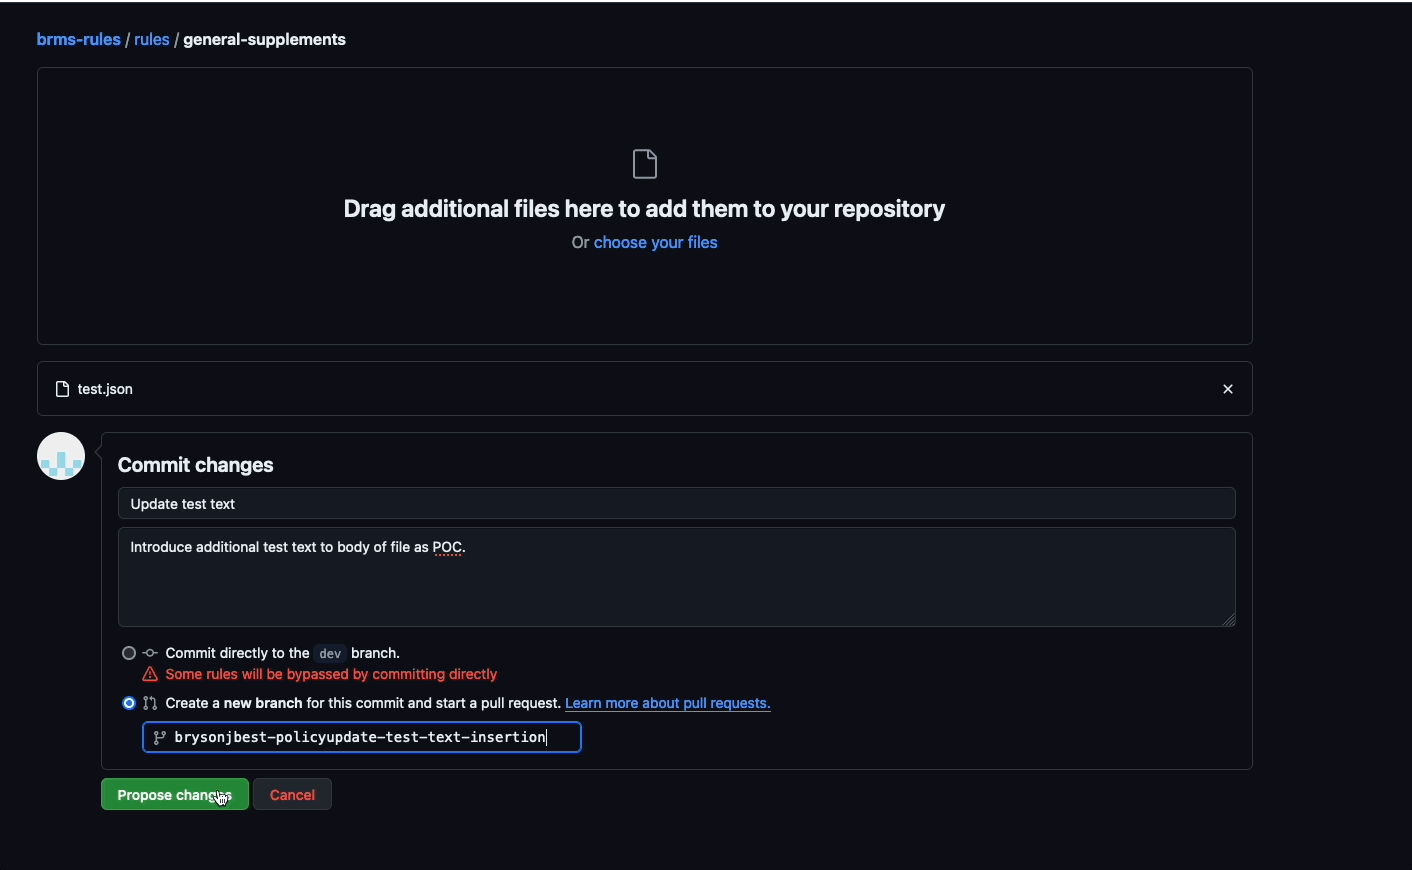 brms-rules / rules / general-supplements
Drag additional files here to add them to your repository
Or choose your files
test.json
Commit changes
Update test text
Introduce additional test text to body of file as POC.
Commit directly to the dev branch.
Some rules will be bypassed by committing directly
Create a new branch for this commit and start a pull request. Learn more about pull requests.
brysonjbest-policyupdate-test-text-insertion
Propose changes Cancel